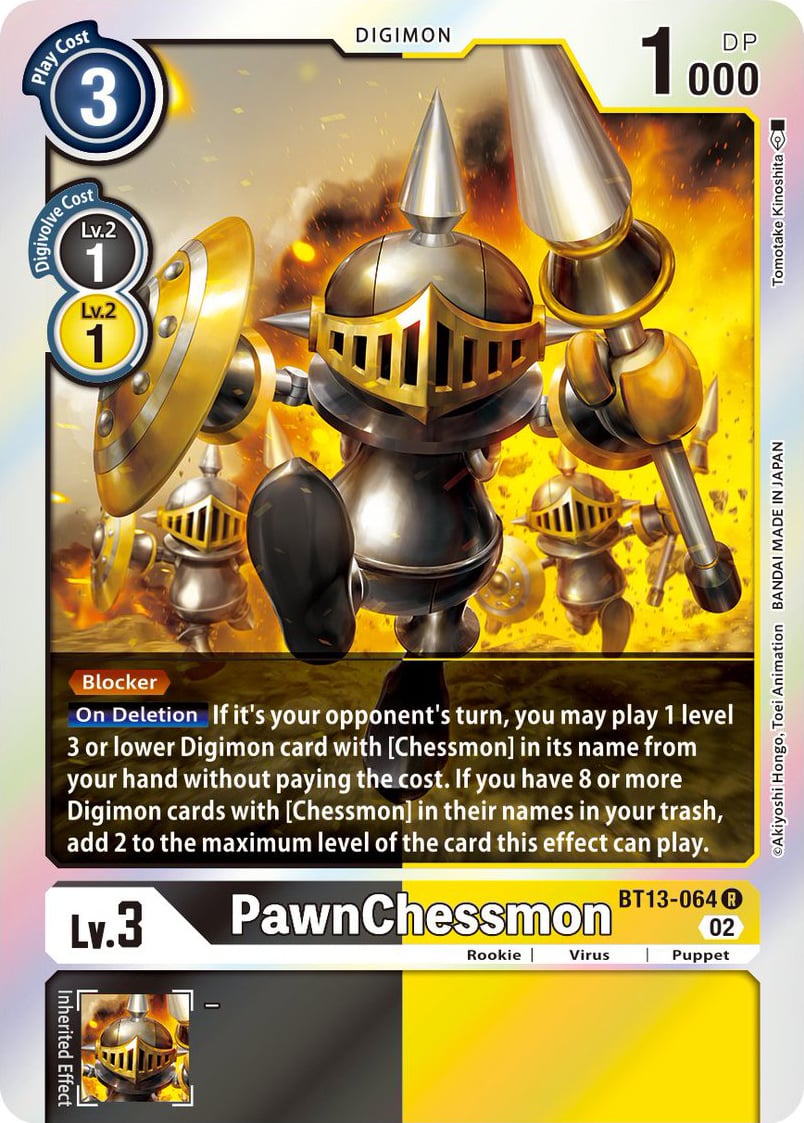 DIGIMON
Play Cost
3
DP
1000
Digivolve Cost
Lv.2
1
Lv.2
1
Tomotake Kinoshita
BANDAI MADE IN JAPAN
©Akiyoshi Hongo, Toei Animation
Blocker
On Deletion If it's your opponent's turn, you may play 1 level
3 or lower Digimon card with [Chessmon] in its name from
your hand without paying the cost. If you have 8 or more
Digimon cards with [Chessmon] in their names in your trash,
add 2 to the maximum level of the card this effect can play.
Lv.3
PawnChessmon
BT13-064 R
02
Rookie | Virus | Puppet
Inherited Effect
–